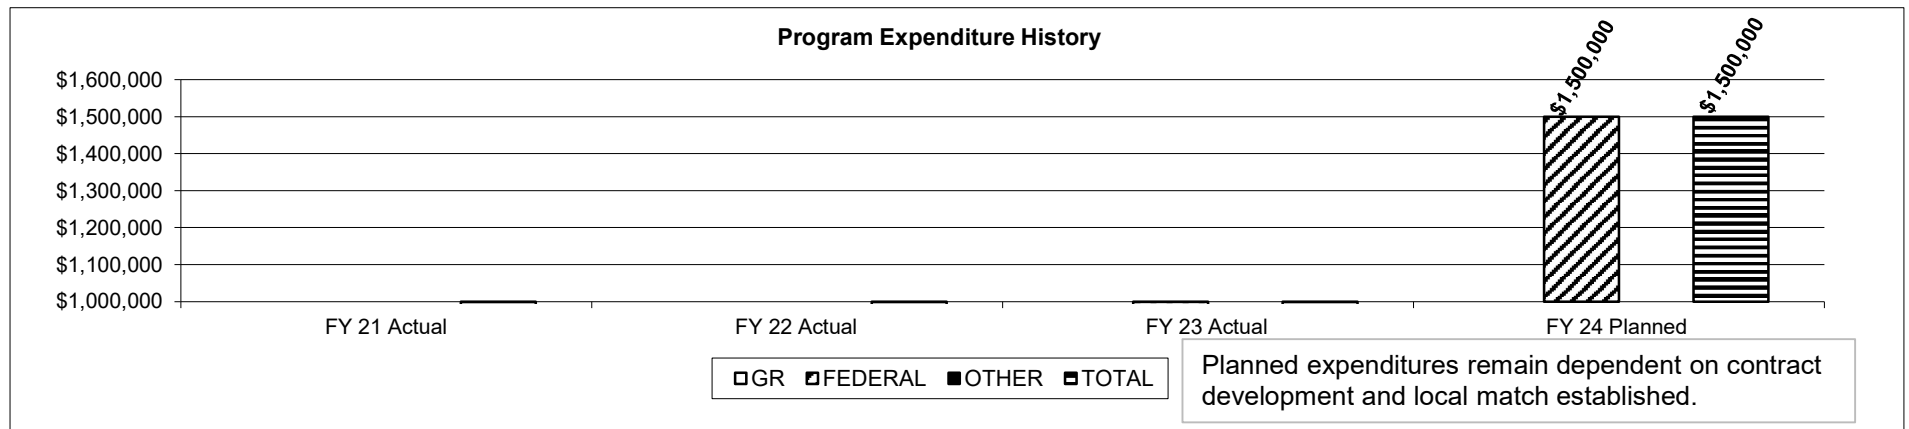 Program Expenditure History
$1,600,000
$1,500,000
$1,400,000
$1,300,000
$1,200,000
$1,100,000
$1,000,000
$1,500,000
$1,500,000
FY 21 Actual
FY 22 Actual
FY 23 Actual
FY 24 Planned
GR FEDERAL OTHER TOTAL
Planned expenditures remain dependent on contract
development and local match established.